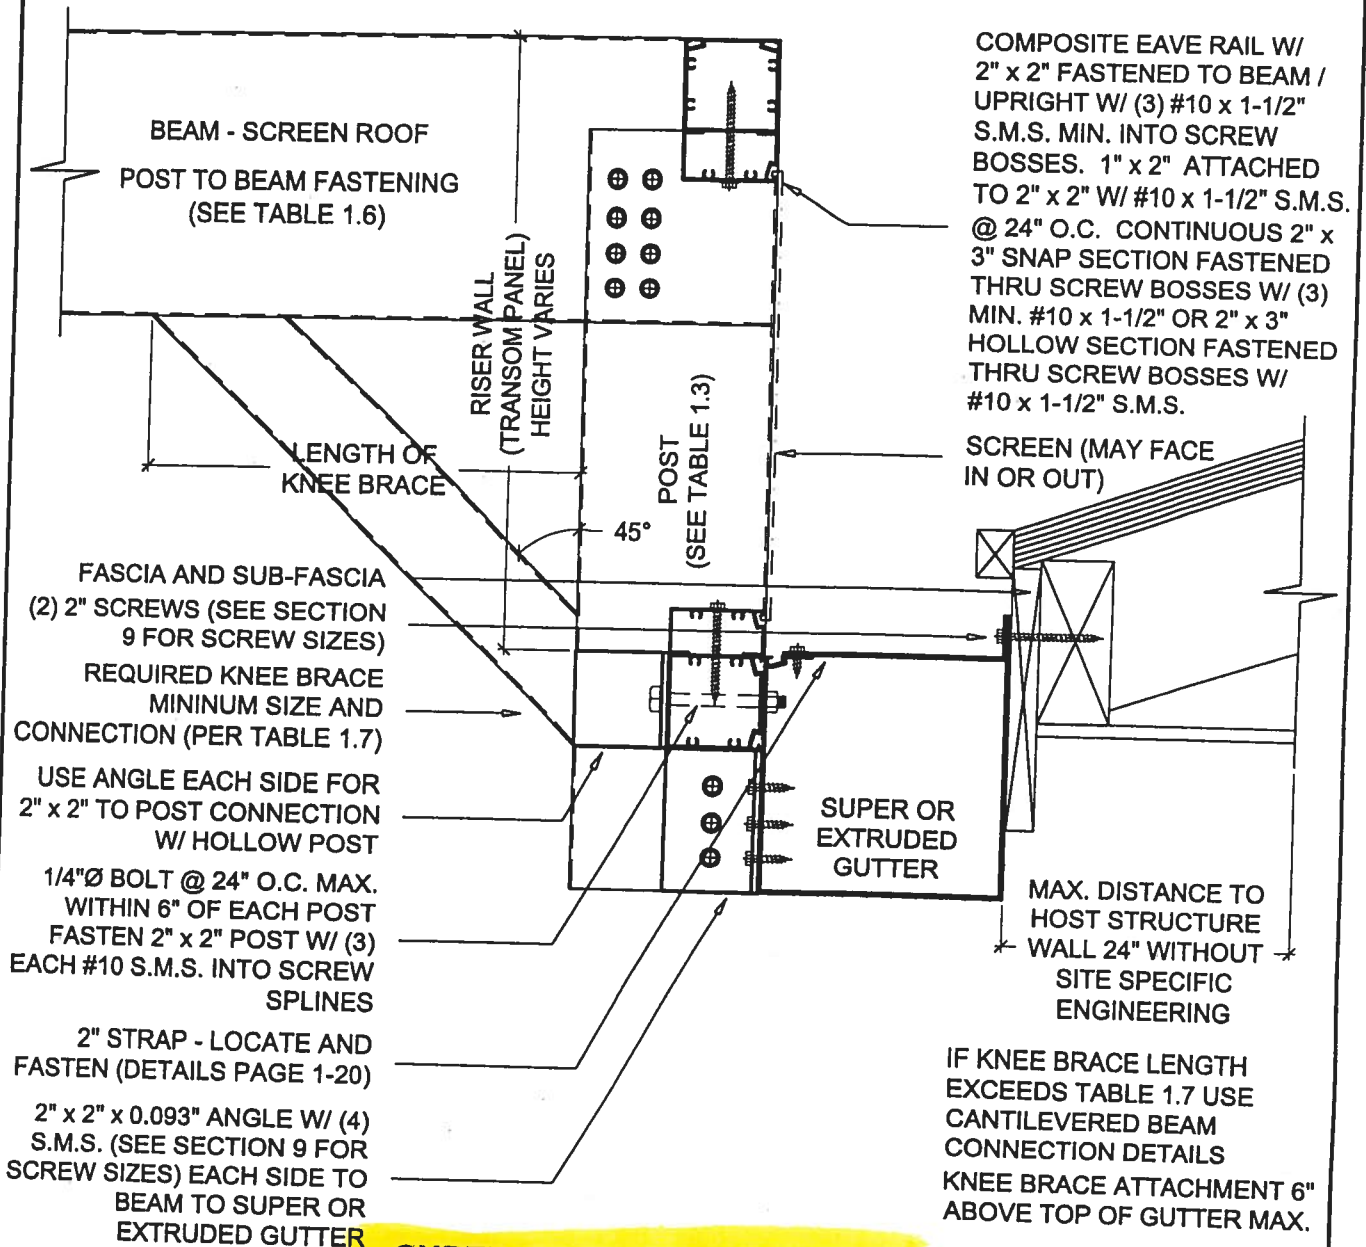 COMPOSITE EAVE RAIL W/
2" x 2" FASTENED TO BEAM /
UPRIGHT W/ (3) #10 x 1-1/2"
S.M.S. MIN. INTO SCREW
BOSSES. 1" x 2" ATTACHED
TO 2" x 2" W/ #10 x 1-1/2" S.M.S.
@ 24" O.C. CONTINUOUS 2" x
3" SNAP SECTION FASTENED
THRU SCREW BOSSES W/ (3)
MIN. #10 x 1-1/2" OR 2" x 3"
HOLLOW SECTION FASTENED
THRU SCREW BOSSES W/
#10 x 1-1/2" S.M.S.
BEAM - SCREEN ROOF
POST TO BEAM FASTENING
(SEE TABLE 1.6)
RISER WALL
(TRANSOM PANEL)
HEIGHT VARIES
POST
(SEE TABLE 1.3)
SCREEN (MAY FACE
IN OR OUT)
LENGTH OF
KNEE BRACE
45°
FASCIA AND SUB-FASCIA
(2) 2" SCREWS (SEE SECTION
9 FOR SCREW SIZES)
REQUIRED KNEE BRACE
MININUM SIZE AND
CONNECTION (PER TABLE 1.7)
USE ANGLE EACH SIDE FOR
2" x 2" TO POST CONNECTION
W/ HOLLOW POST
1/4"Ø BOLT @ 24" O.C. MAX.
WITHIN 6" OF EACH POST
FASTEN 2" x 2" POST W/ (3)
EACH #10 S.M.S. INTO SCREW
SPLINES
2" STRAP - LOCATE AND
FASTEN (DETAILS PAGE 1-20)
2" x 2" x 0.093" ANGLE W/ (4)
S.M.S. (SEE SECTION 9 FOR
SCREW SIZES) EACH SIDE TO
BEAM TO SUPER OR
EXTRUDED GUTTER
SUPER OR
EXTRUDED
GUTTER
MAX. DISTANCE TO
HOST STRUCTURE
WALL 24" WITHOUT
SITE SPECIFIC
ENGINEERING
IF KNEE BRACE LENGTH
EXCEEDS TABLE 1.7 USE
CANTILEVERED BEAM
CONNECTION DETAILS
KNEE BRACE ATTACHMENT 6"
ABOVE TOP OF GUTTER MAX.